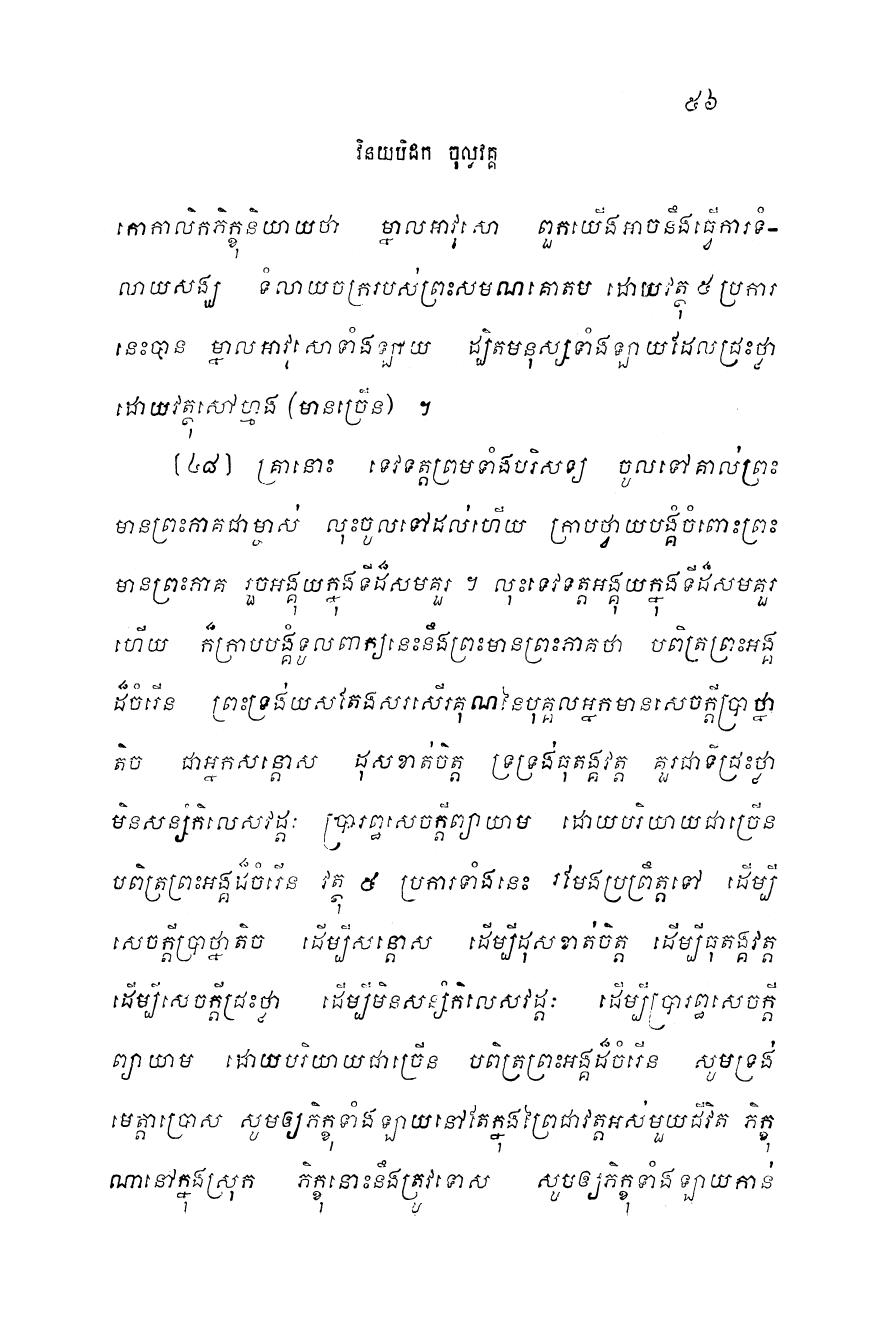 ៥៦
វិនយបិដក ចុល្លវគ្គ
កោកាលិកភិក្ខុនិយាយថា ម្នាលអាវុសោ ពួកយើងអាចនឹងធ្វើការទំ-
លាយសង្ឃ ទំលាយចក្ររបស់ព្រះសមណគោតម ដោយវត្ថុ ៥ ប្រការ
នេះបាន ម្នាលអាវុសោទាំងឡាយ ដ្បិតមនុស្សទាំងឡាយដែលជ្រះថ្លា
ដោយវត្ថុសៅហ្មង (មានច្រើន) ។
[៤៨] គ្រានោះ ទេវទត្តព្រមទាំងបរិសទ្យ ចូលទៅគាល់ព្រះ
មានព្រះភាគជាម្ចាស់ លុះចូលទៅដល់ហើយ ក្រាបថ្វាយបង្គំចំពោះព្រះ
មានព្រះភាគ រួចអង្គុយក្នុងទីដ៏សមគួរ ។ លុះទេវទត្តអង្គុយក្នុងទីដ៏សមគួរ
ហើយ ក៏ក្រាបបង្គំទូលពាក្យនេះនឹងព្រះមានព្រះភាគថា បពិត្រព្រះអង្គ
ដ៏ចំរើន ព្រះទ្រង់យសតែងសរសើរគុណនៃបុគ្គលអ្នកមានសេចក្តីប្រាថ្នា
តិច ជាអ្នកសន្តោស ដុសខាត់ចិត្ត ទ្រទ្រង់ធុតង្គវត្ត គួរជាទីជ្រះថ្លា
មិនសន្សំកិលេសវដ្តៈ ប្រារព្ធសេចក្តីព្យាយាម ដោយបរិយាយជាច្រើន
បពិត្រព្រះអង្គដ៏ចំរើន វត្ថុ ៥ ប្រការទាំងនេះ រមែងប្រព្រឹត្តទៅ ដើម្បី
សេចក្តីប្រាថ្នាតិច ដើម្បីសន្តោស ដើម្បីដុសខាត់ចិត្ត ដើម្បីធុតង្គវត្ត
ដើម្បីសេចក្តីជ្រះថ្លា ដើម្បីមិនសន្សំកិលេសវដ្តៈ ដើម្បីប្រារព្ធសេចក្តី
ព្យាយាម ដោយបរិយាយជាច្រើន បពិត្រព្រះអង្គដ៏ចំរើន សូមទ្រង់
មេត្តាប្រោស សូមឲ្យភិក្ខុទាំងឡាយនៅតែក្នុងព្រៃជាវត្តអស់មួយជីវិត ភិក្ខុ
ណានៅក្នុងស្រុក ភិក្ខុនោះនឹងត្រូវទោស សូមឲ្យភិក្ខុទាំងឡាយកាន់